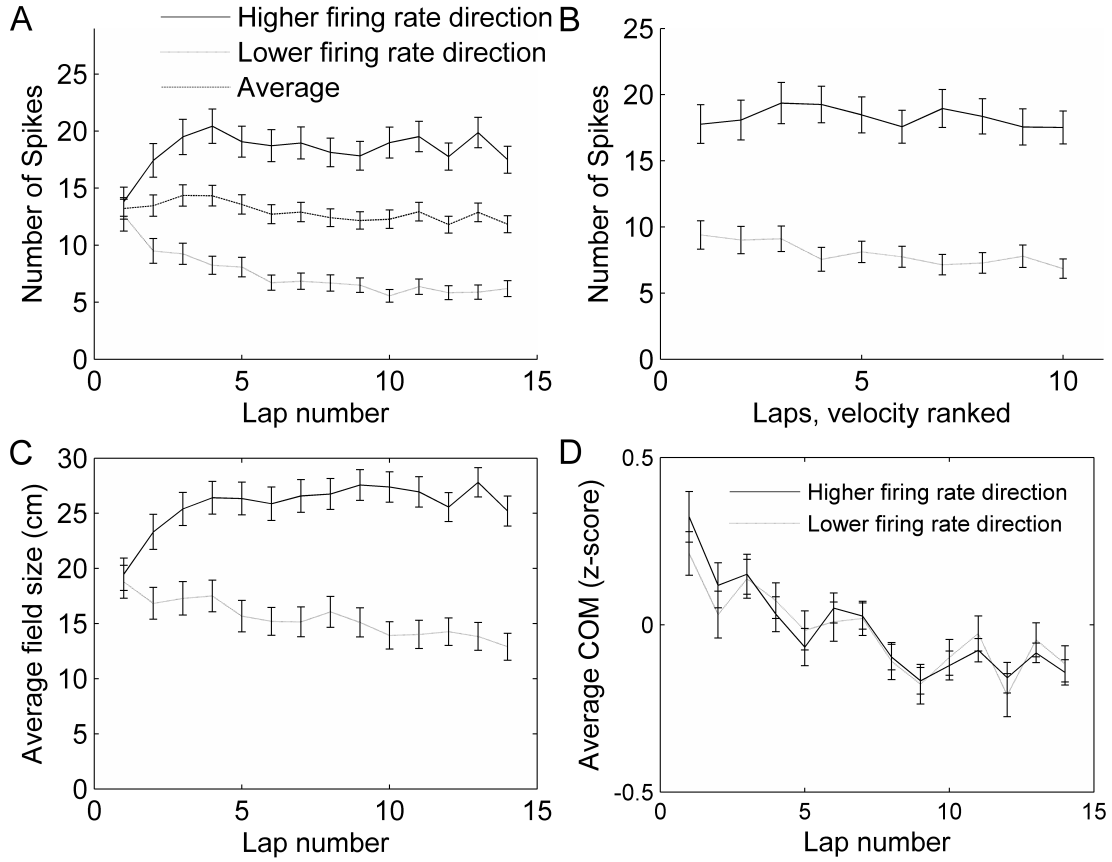 A
Higher firing rate direction
Lower firing rate direction
Average
Number of Spikes
25
20
15
10
5
0
0
5
10
15
Lap number
B
Number of Spikes
25
20
15
10
5
0
0
5
10
Laps, velocity ranked
C
Average field size (cm)
30
25
20
15
10
5
0
0
5
10
15
Lap number
D
Higher firing rate direction
Lower firing rate direction
Average COM (z-score)
0.5
0
-0.5
0
5
10
15
Lap number